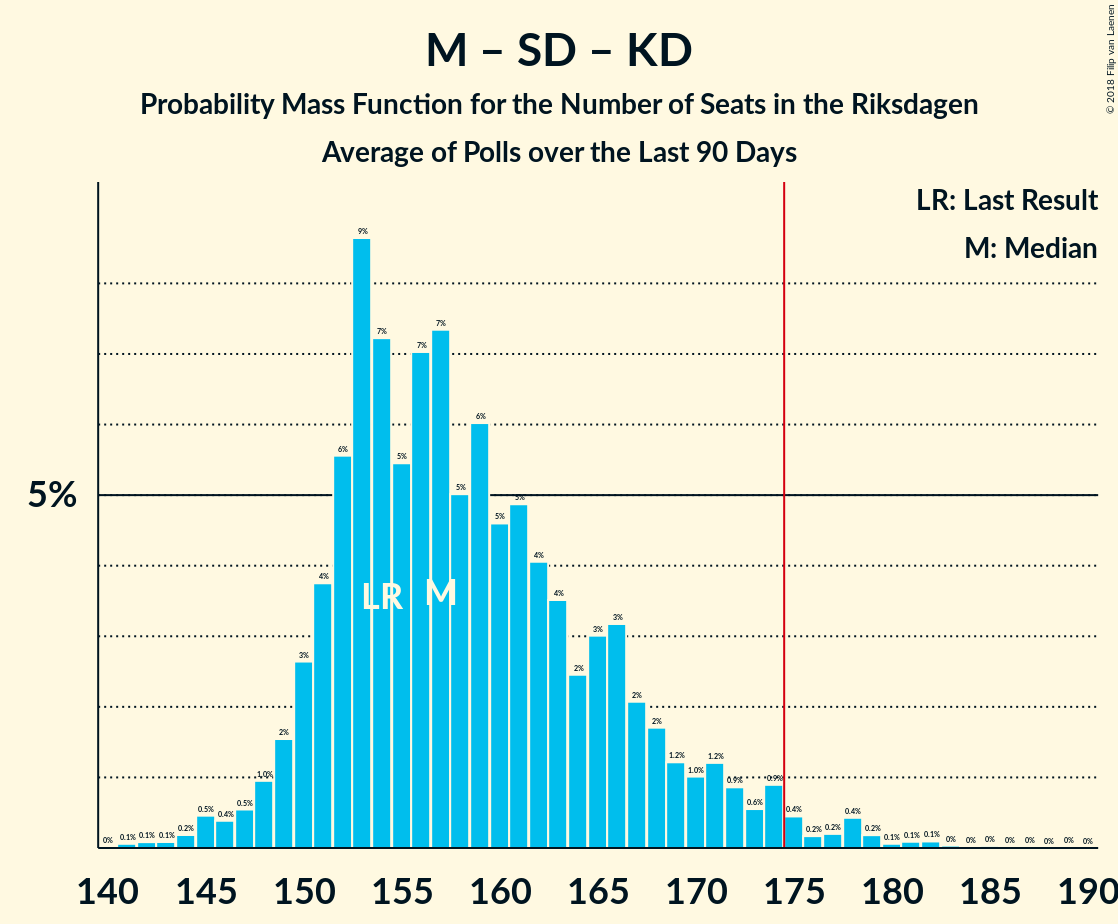 M – SD – KD
Probability Mass Function for the Number of Seats in the Riksdagen
Average of Polls over the Last 90 Days
© 2018 Filip van Laenen
LR: Last Result
M: Median
5%
0% 0.1% 0.1% 0.1% 0.2% 0.5% 0.4% 0.5% 1.0% 2% 3% 4% 6% 9% 7% 5% 7% 7% 5% 6% 5% 5% 4% 4% 2% 3% 3% 2% 2% 1.2% 1.0% 1.2% 0.9% 0.6% 0.9% 0.4% 0.2% 0.2% 0.4% 0.2% 0.1% 0.1% 0.1% 0% 0% 0% 0% 0% 0% 0% 0%
LR M
140 145 150 155 160 165 170 175 180 185 190